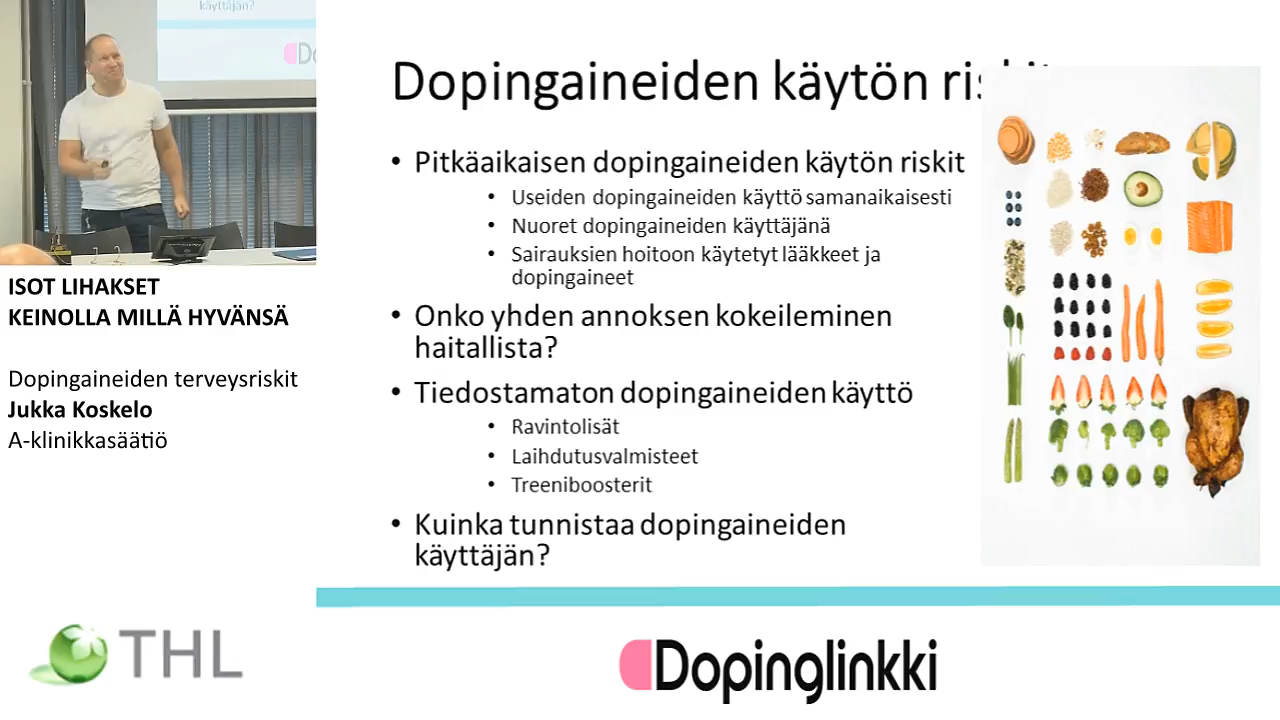 käyttäjän?
ISOT LIHAKSET
KEINOLLA MILLÄ HYVÄNSÄ
Dopingaineiden terveysriskit
Jukka Koskelo
A-klinikkasäätiö
THL
Dopingaineiden käytön riskit
• Pitkäaikaisen dopingaineiden käytön riskit
• Useiden dopingaineiden käyttö samanaikaisesti
• Nuoret dopingaineiden käyttäjänä
• Sairauksien hoitoon käytetyt lääkkeet ja
dopingaineet
• Onko yhden annoksen kokeileminen
haitallista?
• Tiedostamaton dopingaineiden käyttö
• Ravintolisät
• Laihdutusvalmisteet
• Treeniboosterit
• Kuinka tunnistaa dopingaineiden
käyttäjän?
Dopinglinkki